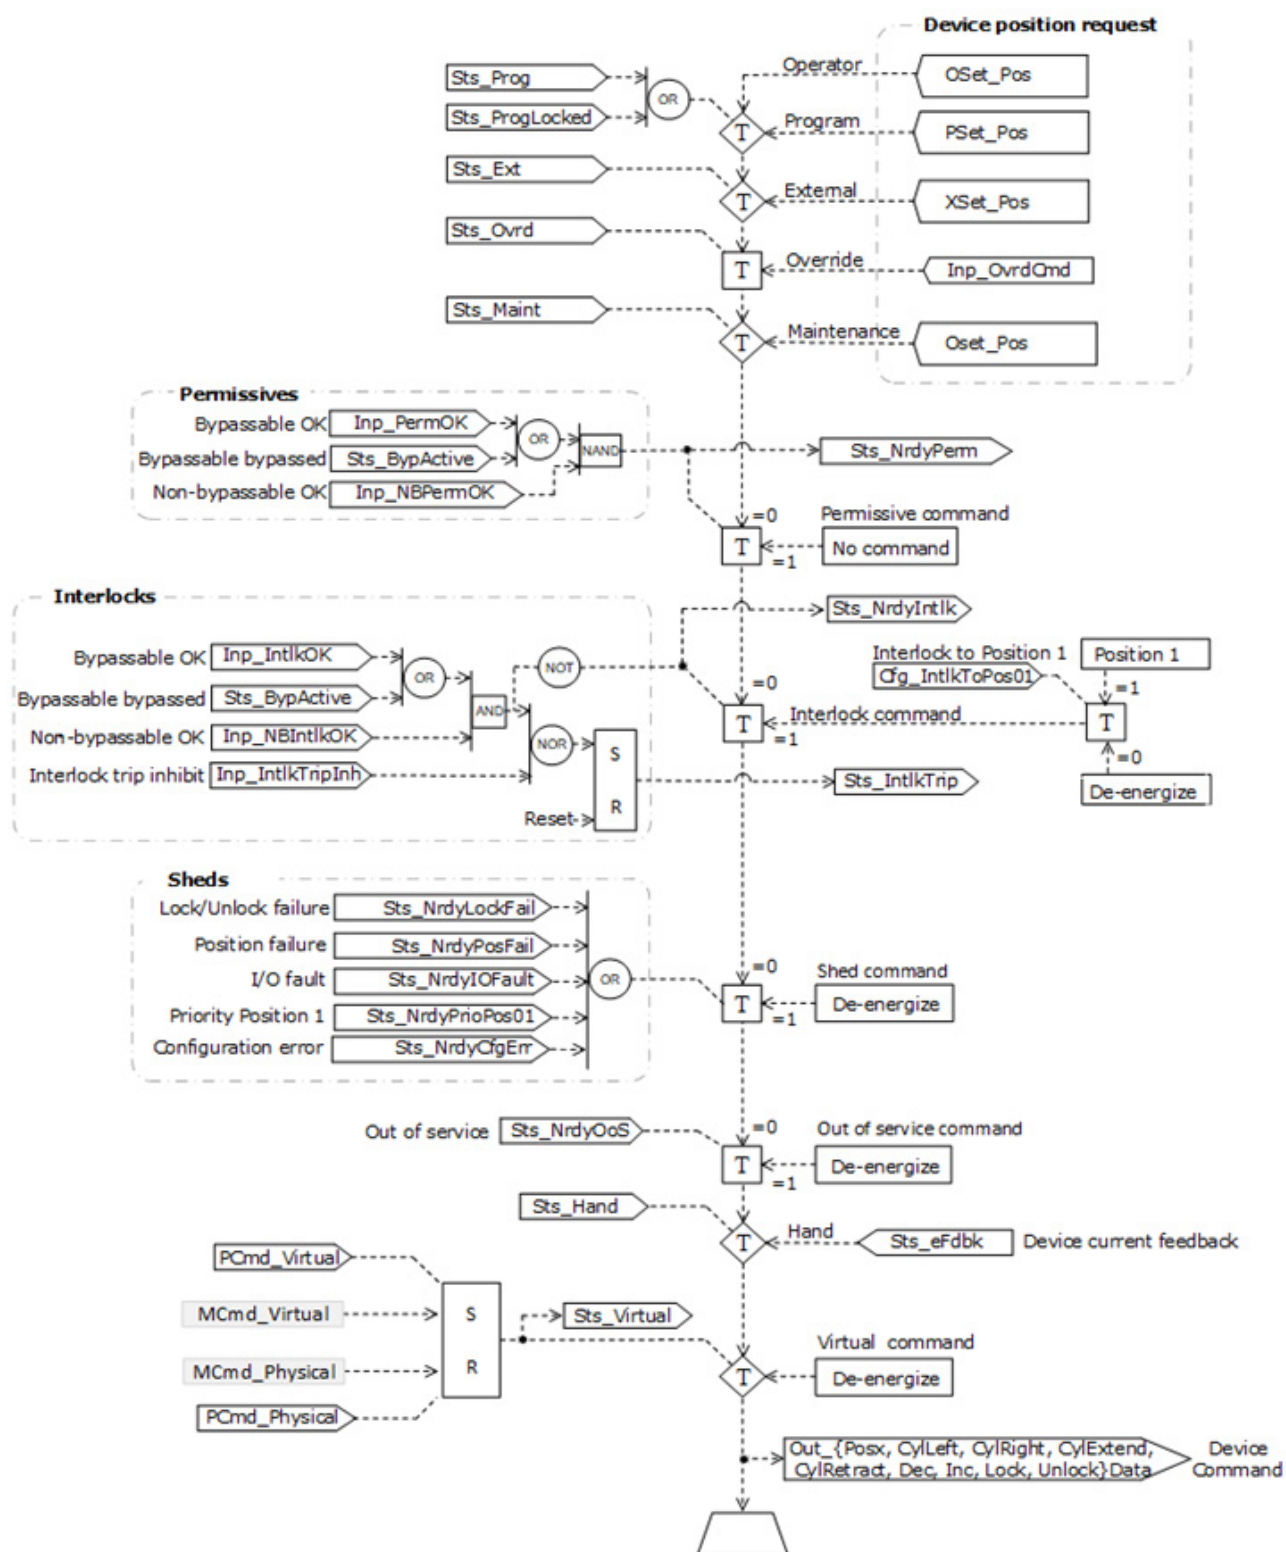 Device position request
Operator
OSet_Pos
Sts_Prog
OR
Sts_ProgLocked
T
Program
PSet_Pos
Sts_Ext
T
External
XSet_Pos
Sts_Ovrd
T
Override
Inp_OvrdCmd
Sts_Maint
T
Maintenance
Oset_Pos
Permissives
Bypassable OK
Inp_PermOK
OR
NAND
Bypassable bypassed
Sts_BypActive
Sts_NrdyPerm
Non-bypassable OK
Inp_NBPermOK
=0
Permissive command
T
No command
=1
Interlocks
Sts_NrdyIntlk
Bypassable OK
Inp_IntlkOK
OR
NOT
Interlock to Position 1
Cfg_IntlkToPos01
Position 1
=0
=1
Bypassable bypassed
Sts_BypActive
AND
T
Interlock command
T
=1
Non-bypassable OK
Inp_NBIntlkOK
NOR
S
=0
Interlock trip inhibit
Inp_IntlkTripInh
Sts_IntlkTrip
De-energize
R
Reset
Sheds
Lock/Unlock failure
Sts_NrdyLockFail
Position failure
Sts_NrdyPosFail
I/O fault
Sts_NrdyIOFault
OR
=0
Shed command
T
De-energize
=1
Priority Position 1
Sts_NrdyPrioPos01
Configuration error
Sts_NrdyCfgErr
Out of service
Sts_NrdyOoS
=0
Out of service command
T
De-energize
=1
Sts_Hand
T
Hand
Sts_eFdbk
Device current feedback
PCmd_Virtual
MCmd_Virtual
S
Sts_Virtual
Virtual command
MCmd_Physical
R
T
De-energize
PCmd_Physical
Out_{Posx, CylLeft, CylRight, CylExtend,
CylRetract, Dec, Inc, Lock, Unlock}Data
Device
Command